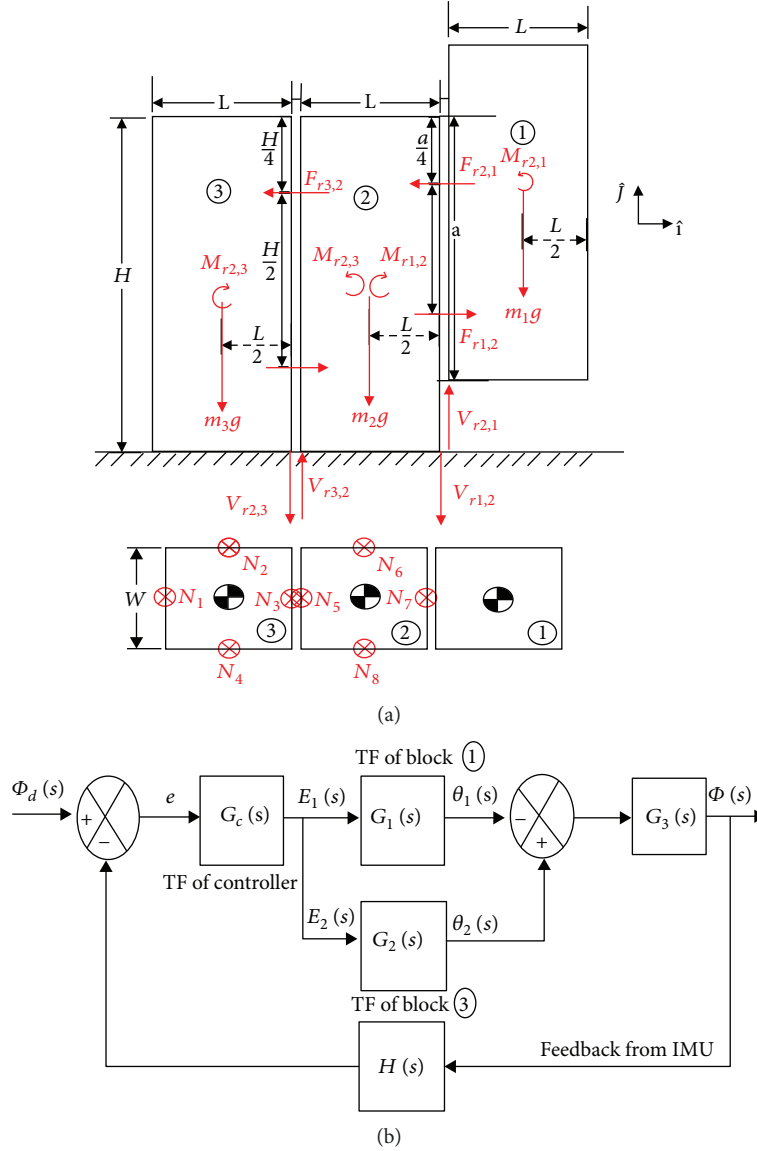 L
L
L
H/4
a/4
①
③
F_{r3,2}
②
F_{r2,1}
M_{r2,1}
ĵ
î
a
H
M_{r2,3}
H/2
M_{r2,3}
M_{r1,2}
L/2
L/2
L/2
m_1g
F_{r1,2}
m_3g
m_2g
V_{r2,1}
V_{r2,3}
V_{r3,2}
V_{r1,2}
W
N_1
N_2
N_3
N_4
③
N_5
N_6
N_7
N_8
②
①
(a)
TF of block ①
Φ_d (s)
+
−
e
G_c (s)
E_1 (s)
G_1 (s)
θ_1 (s)
−
+
G_3 (s)
Φ (s)
TF of controller
E_2 (s)
G_2 (s)
θ_2 (s)
TF of block ③
H (s)
Feedback from IMU
(b)